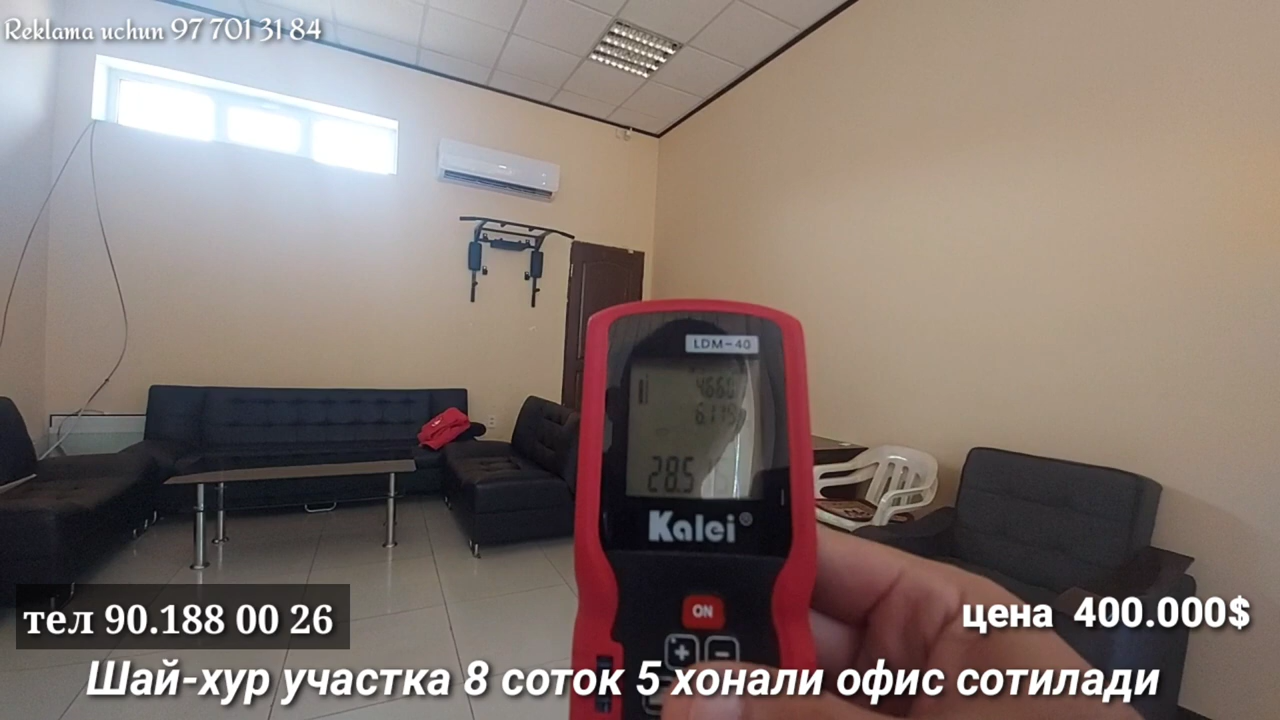 Reklama uchun 97 701 31 84
LDM-40
4.660
6.119
28.5
Kalei®
ON
+ −
тел 90.188 00 26
цена 400.000$
Шай-хур участка 8 соток 5 хонали офис сотилади